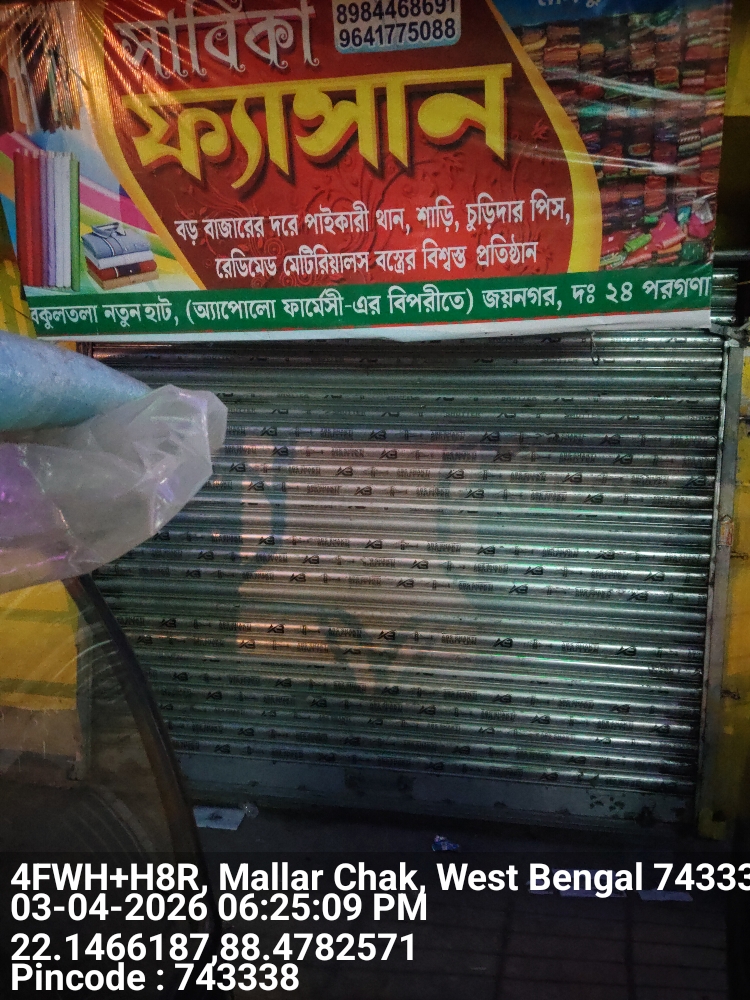 8984468691
সাবিকা
9641775088
ফ্যাসান
বড় বাজারের দরে পাইকারী থান, শাড়ি, চুড়িদার পিস,
রেডিমেড মেটিরিয়ালস বস্ত্রের বিশ্বস্ত প্রতিষ্ঠান
বকুলতলা নতুন হাট, (অ্যাপোলো ফার্মেসী-এর বিপরীতে) জয়নগর, দঃ ২৪ পরগণা
4FWH+H8R, Mallar Chak, West Bengal 74333
03-04-2026 06:25:09 PM
22.1466187,88.4782571
Pincode : 743338